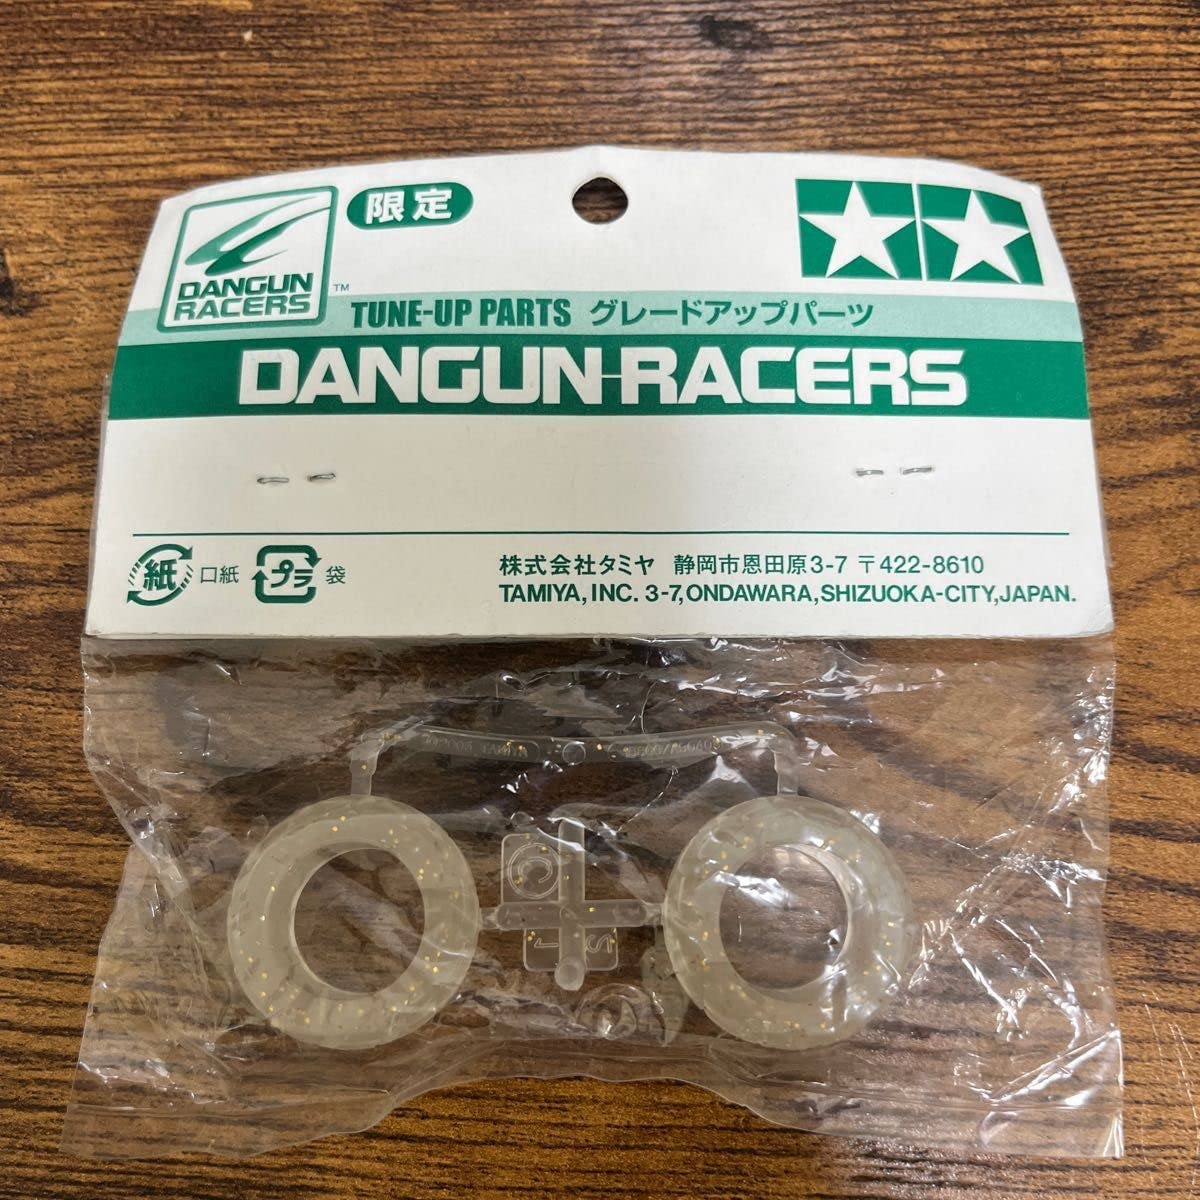 DANGUN
RACERS
™
限定
TUNE-UP PARTS グレードアップパーツ
DANGUN-RACERS
紙 口紙 プラ 袋
株式会社タミヤ 静岡市恩田原3-7 〒422-8610
TAMIYA, INC. 3-7, ONDAWARA, SHIZUOKA-CITY, JAPAN.
TAMIYA
C